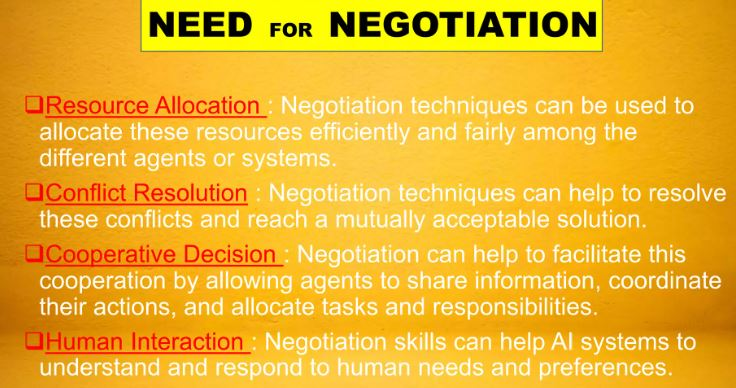 NEED FOR NEGOTIATION
❑Resource Allocation : Negotiation techniques can be used to
allocate these resources efficiently and fairly among the
different agents or systems.
❑Conflict Resolution : Negotiation techniques can help to resolve
these conflicts and reach a mutually acceptable solution.
❑Cooperative Decision : Negotiation can help to facilitate this
cooperation by allowing agents to share information, coordinate
their actions, and allocate tasks and responsibilities.
❑Human Interaction : Negotiation skills can help AI systems to
understand and respond to human needs and preferences.